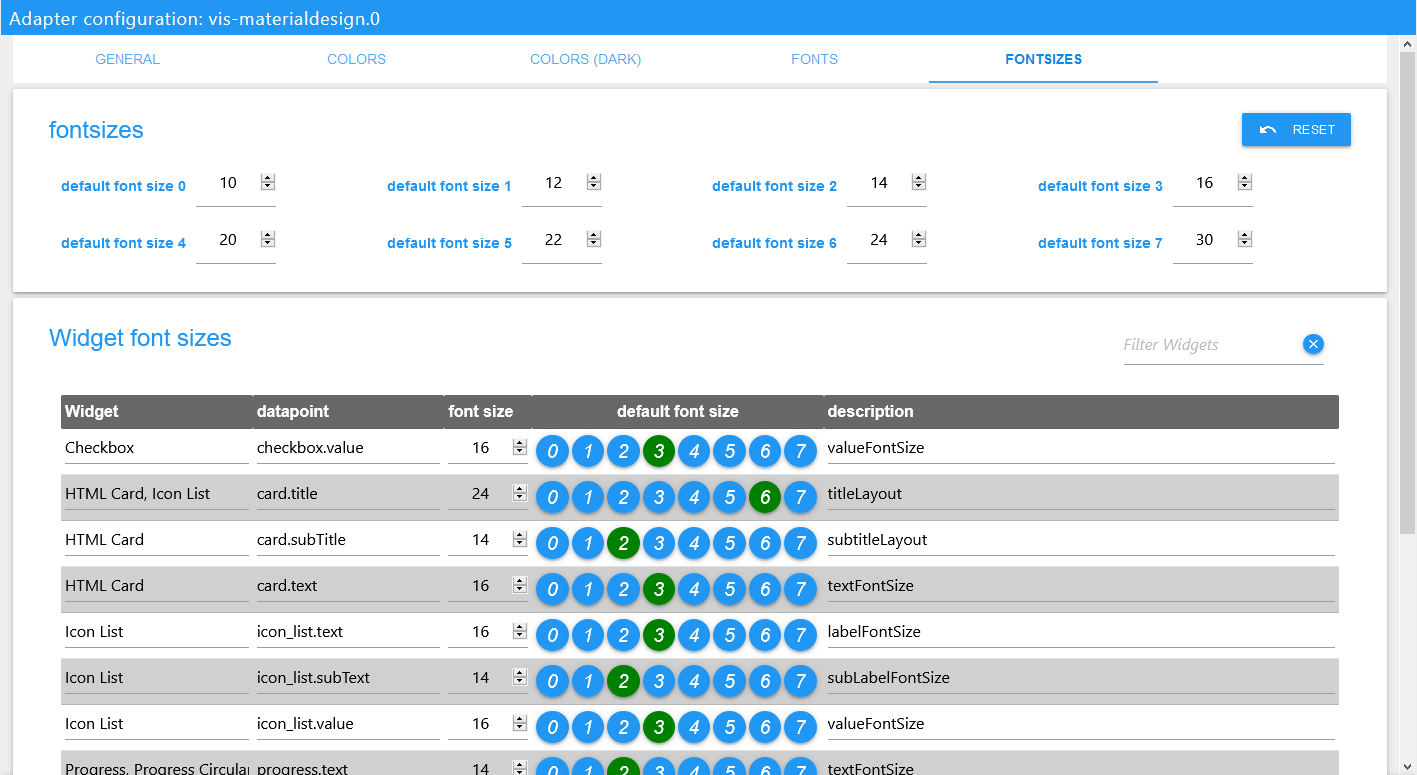 Adapter configuration: vis-materialdesign.0
GENERAL COLORS COLORS (DARK) FONTS FONTSIZES
fontsizes RESET
default font size 0 10 default font size 1 12 default font size 2 14 default font size 3 16
default font size 4 20 default font size 5 22 default font size 6 24 default font size 7 30
Widget font sizes Filter Widgets
Widget datapoint font size default font size description
Checkbox checkbox.value 16 0 1 2 3 4 5 6 7 valueFontSize
HTML Card, Icon List card.title 24 0 1 2 3 4 5 6 7 titleLayout
HTML Card card.subTitle 14 0 1 2 3 4 5 6 7 subtitleLayout
HTML Card card.text 16 0 1 2 3 4 5 6 7 textFontSize
Icon List icon_list.text 16 0 1 2 3 4 5 6 7 labelFontSize
Icon List icon_list.subText 14 0 1 2 3 4 5 6 7 subLabelFontSize
Icon List icon_list.value 16 0 1 2 3 4 5 6 7 valueFontSize
Progress, Progress Circular progress.text 14 0 1 2 3 4 5 6 7 textFontSize